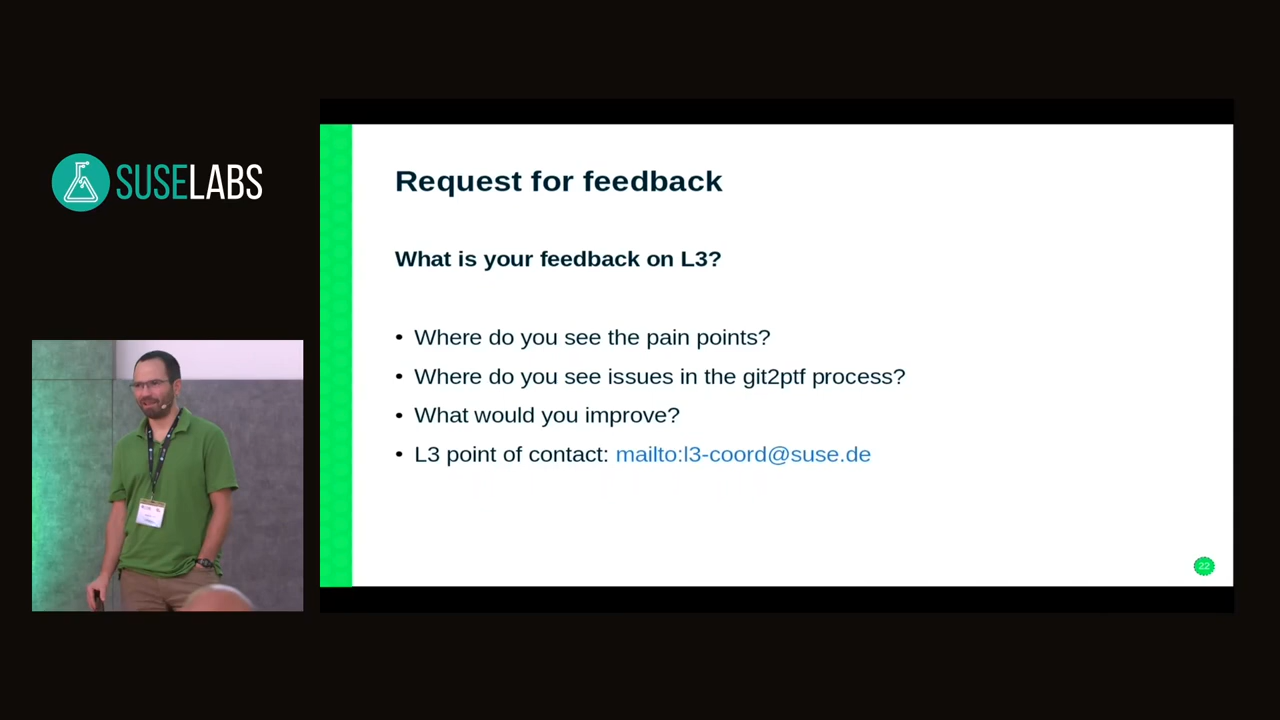 SUSELABS
Request for feedback
What is your feedback on L3?
• Where do you see the pain points?
• Where do you see issues in the git2ptf process?
• What would you improve?
• L3 point of contact: mailto:l3-coord@suse.de
22